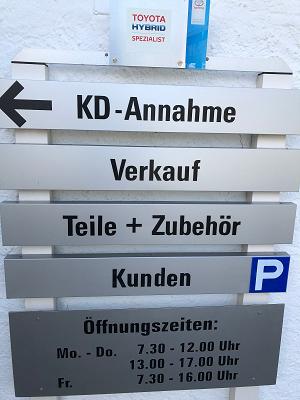 TOYOTA
HYBRID
SPEZIALIST
KD-Annahme
Verkauf
Teile + Zubehör
Kunden P
Öffnungszeiten:
Mo. - Do. 7.30 - 12.00 Uhr
13.00 - 17.00 Uhr
Fr. 7.30 - 16.00 Uhr